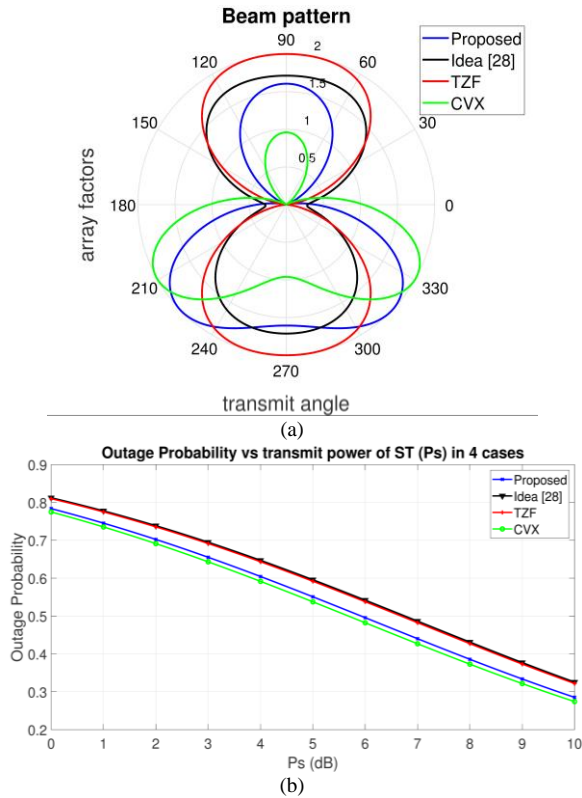 Beam pattern
90
2
120
60
1.5
150
1
30
0.5
180
0
210
330
240
300
270
array factors
transmit angle
Proposed
Idea [28]
TZF
CVX
(a)
Outage Probability vs transmit power of ST (Ps) in 4 cases
0.9
0.8
0.7
0.6
0.5
0.4
0.3
0.2
Outage Probability
Proposed
Idea [28]
TZF
CVX
0 1 2 3 4 5 6 7 8 9 10
Ps (dB)
(b)